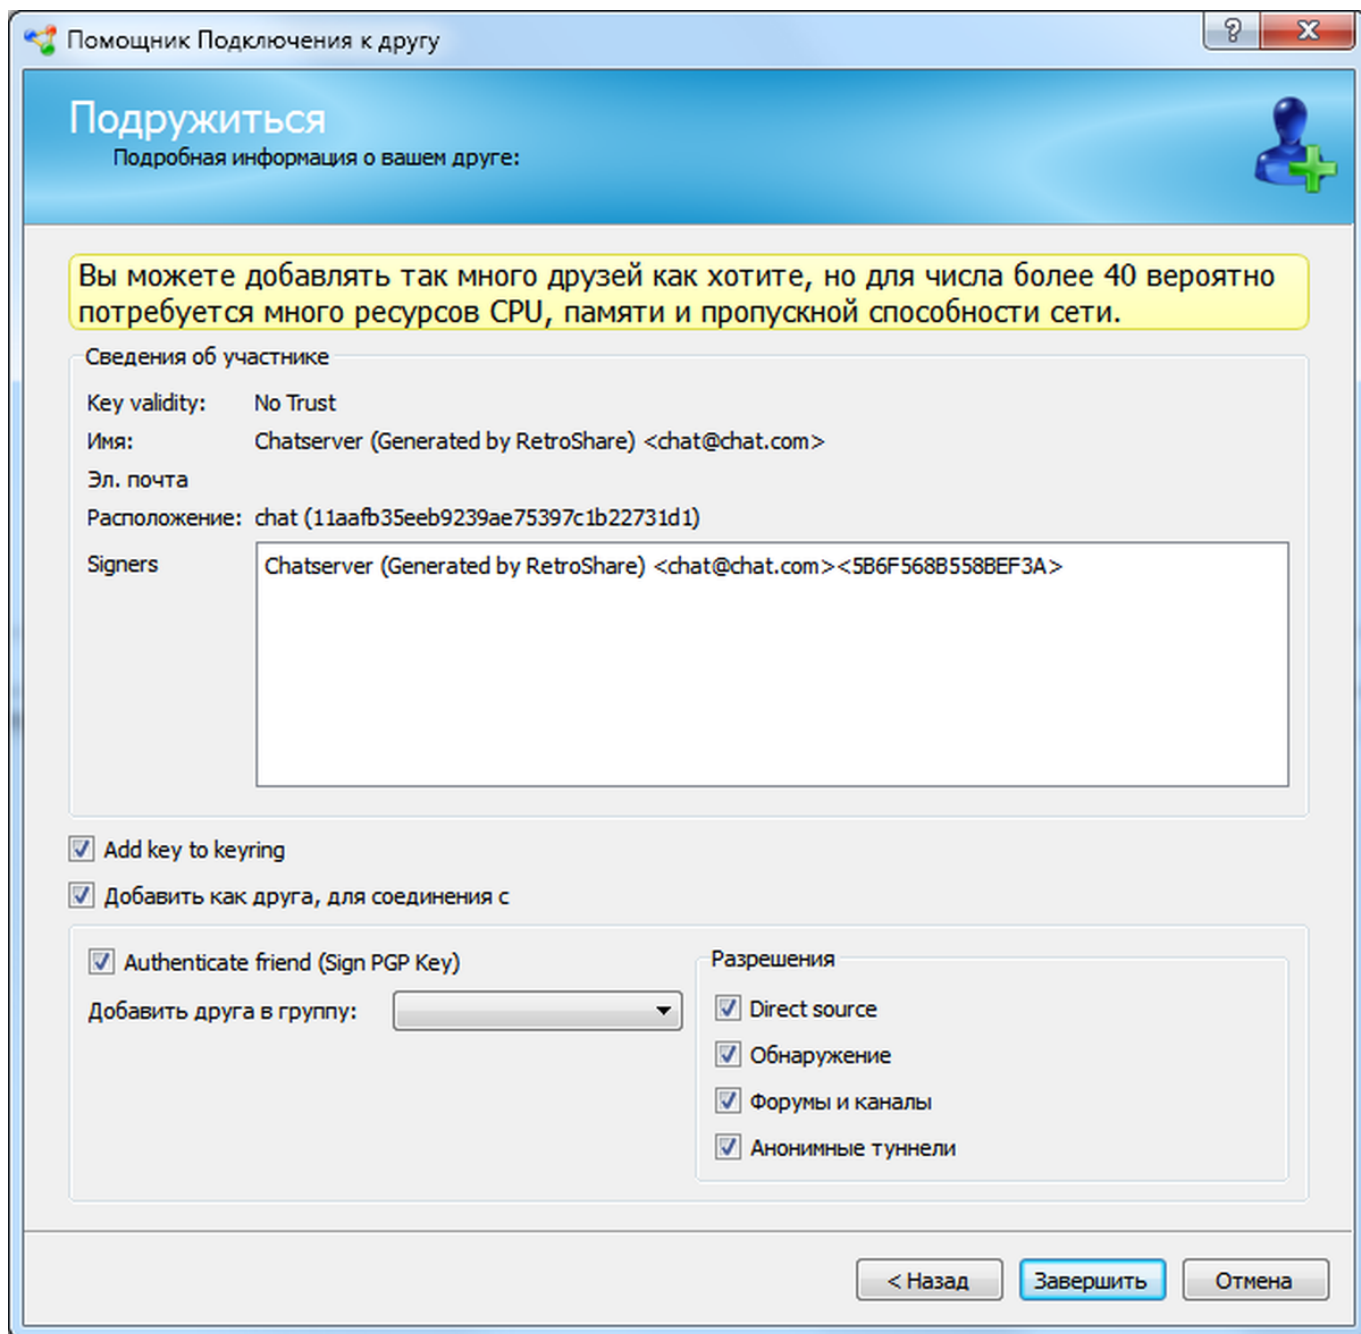 Помощник Подключения к другу
Подружиться
Подробная информация о вашем друге:
Вы можете добавлять так много друзей как хотите, но для числа более 40 вероятно
потребуется много ресурсов CPU, памяти и пропускной способности сети.
Сведения об участнике
Key validity: No Trust
Имя: Chatserver (Generated by RetroShare) <chat@chat.com>
Эл. почта
Расположение: chat (11aafb35eeb9239ae75397c1b22731d1)
Signers Chatserver (Generated by RetroShare) <chat@chat.com><5B6F568B558BEF3A>
Add key to keyring
Добавить как друга, для соединения с
Authenticate friend (Sign PGP Key)
Добавить друга в группу:
Разрешения
Direct source
Обнаружение
Форумы и каналы
Анонимные туннели
< Назад Завершить Отмена